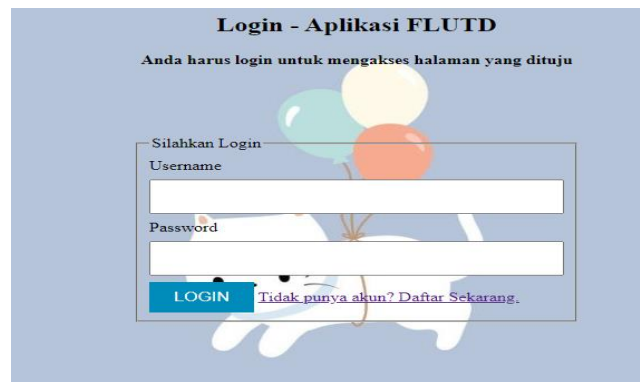 Login - Aplikasi FLUTD
Anda harus login untuk mengakses halaman yang dituju
Silahkan Login
Username
Password
LOGIN Tidak punya akun? Daftar Sekarang.